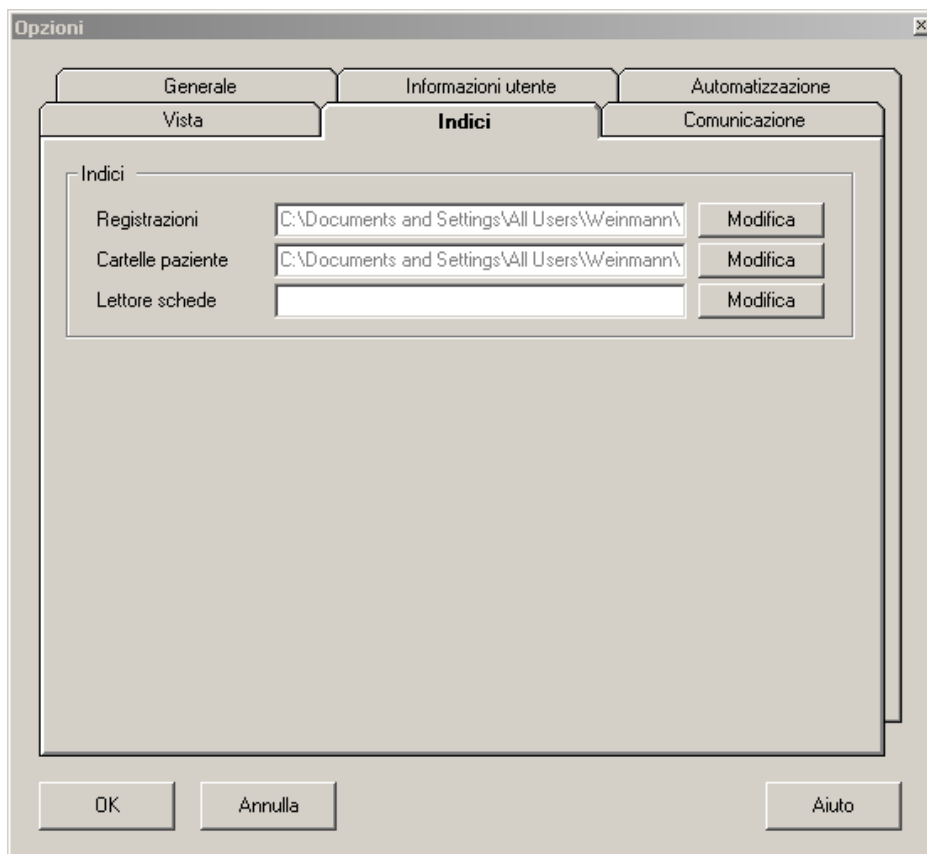 Opzioni
Generale Informazioni utente Automatizzazione
Vista Indici Comunicazione
Indici
Registrazioni C:\Documents and Settings\All Users\Weinmann\ Modifica
Cartelle paziente C:\Documents and Settings\All Users\Weinmann\ Modifica
Lettore schede Modifica
OK Annulla Aiuto